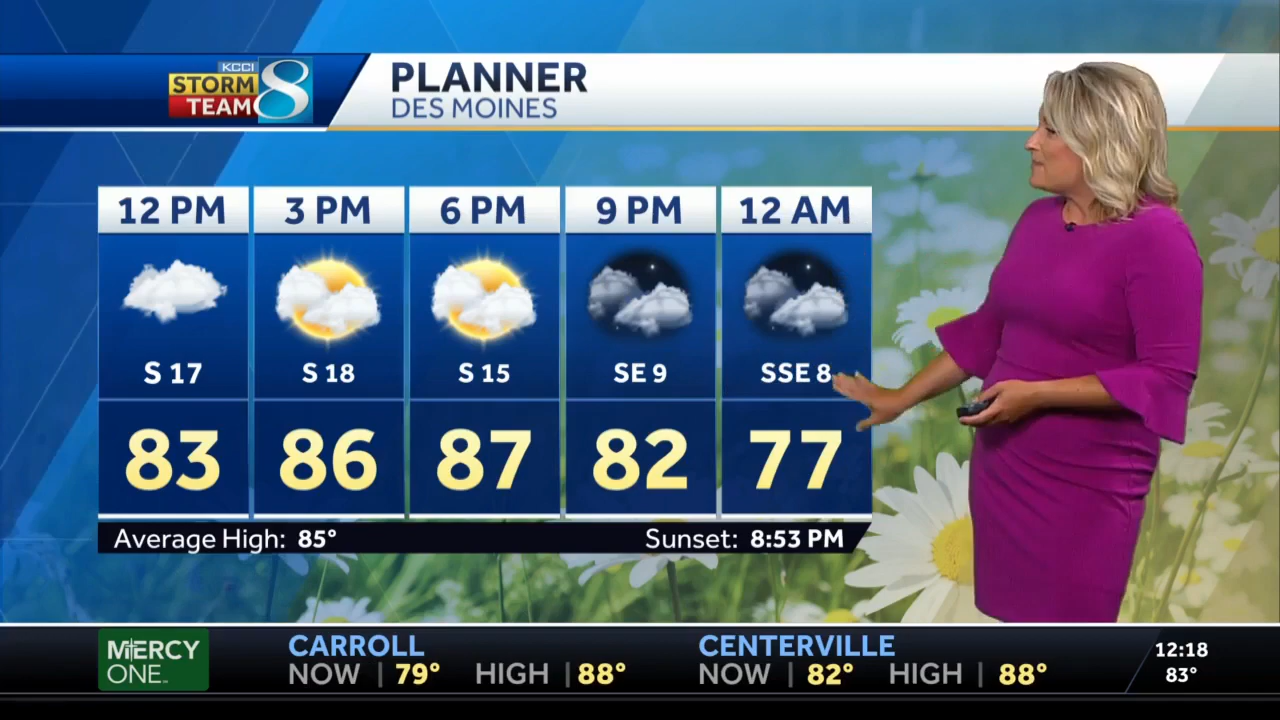 KCCI
STORM
TEAM 8
PLANNER
DES MOINES
12 PM 3 PM 6 PM 9 PM 12 AM
S 17 S 18 S 15 SE 9 SSE 8
83 86 87 82 77
Average High: 85° Sunset: 8:53 PM
MERCY
ONE
CARROLL
NOW | 79° HIGH | 88°
CENTERVILLE
NOW | 82° HIGH | 88°
12:18
83°